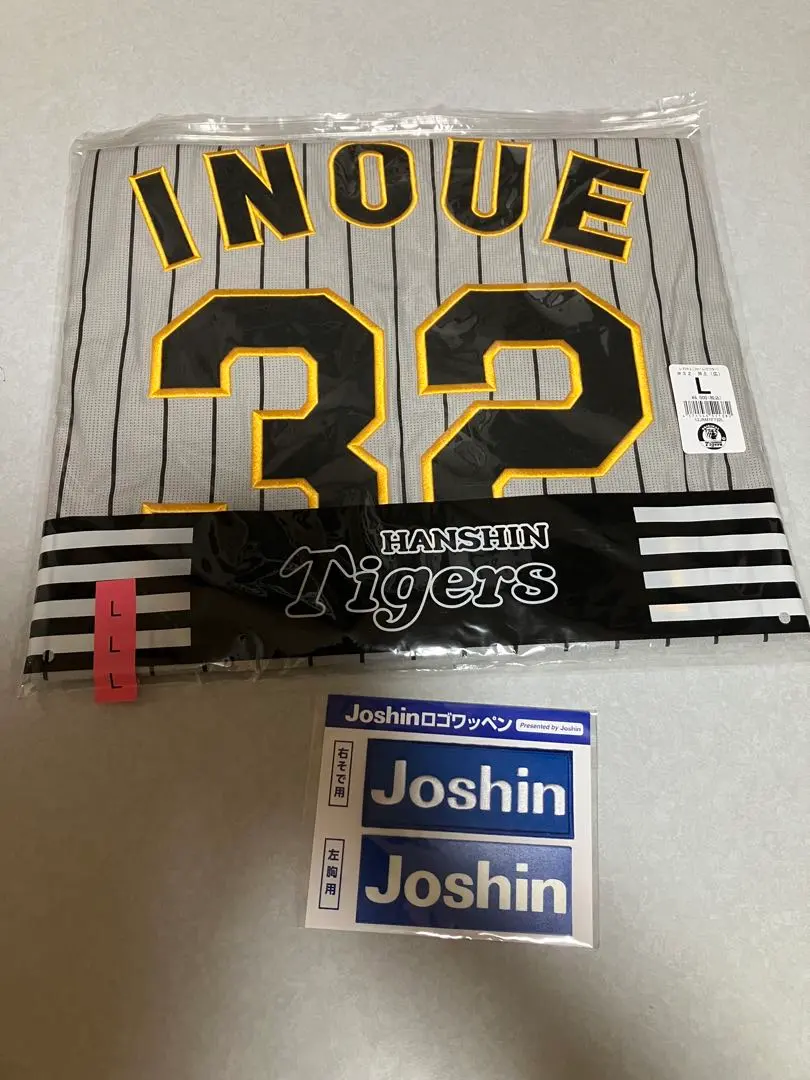 INOUE
32
L
HANSHIN
Tigers
L
L
L
Joshinロゴワッペン
Presented by Joshin
右そで用
Joshin
左胸用
Joshin